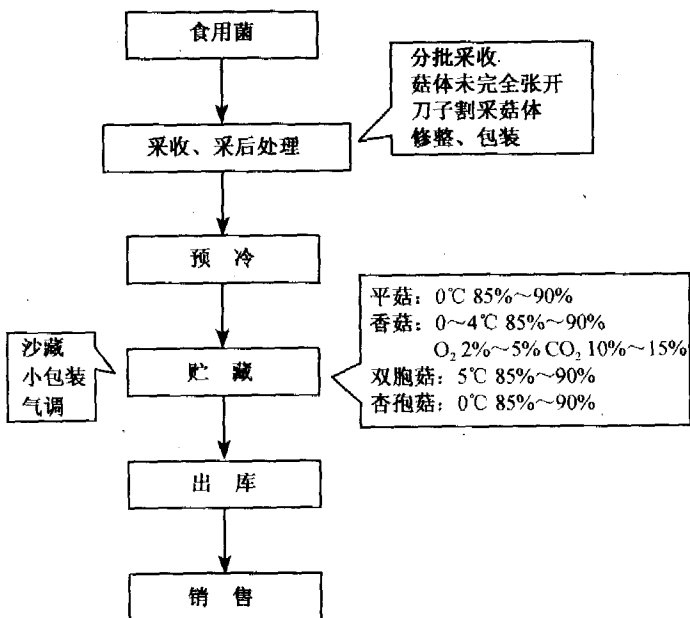 食用菌
分批采收.
菇体未完全张开
刀子割采菇体
修整、包装
采收、采后处理
预 冷
平菇：0℃ 85%～90%
香菇：0～4℃ 85%～90%
O₂ 2%～5% CO₂ 10%～15%
双胞菇：5℃ 85%～90%
杏孢菇：0℃ 85%～90%
沙藏
小包装
气调
贮 藏
出 库
销 售